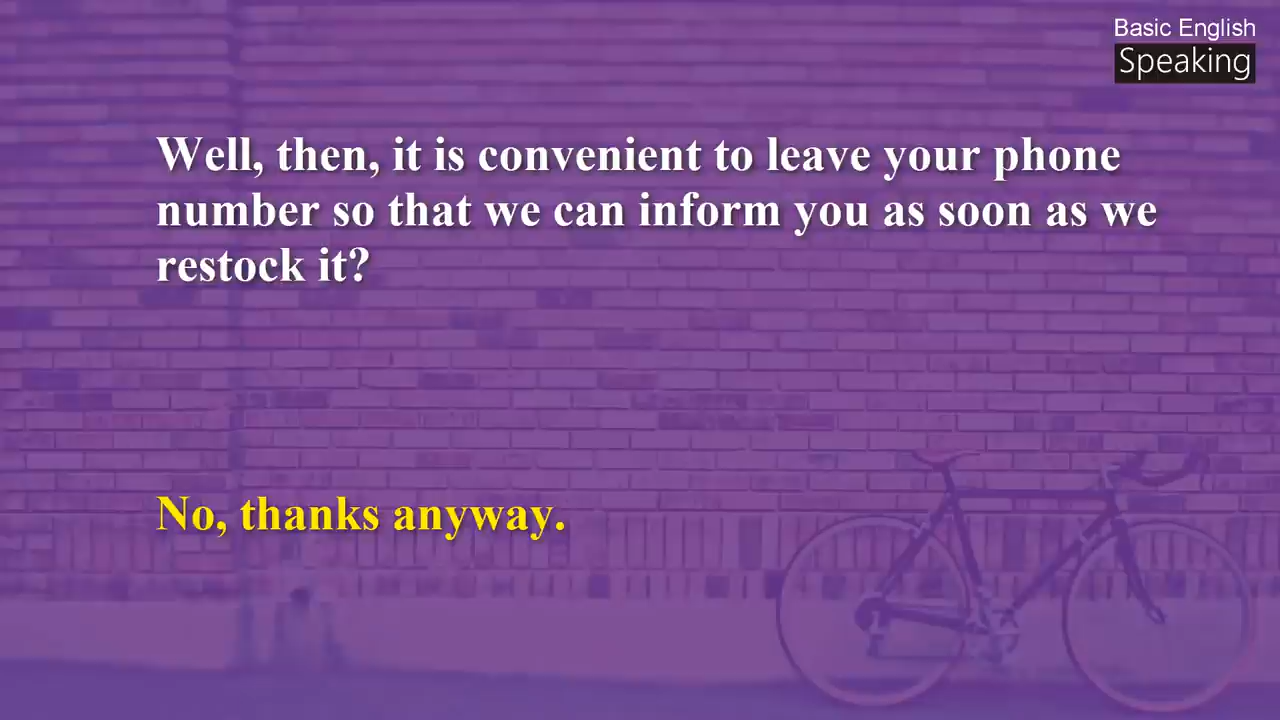 Basic English
Speaking
Well, then, it is convenient to leave your phone
number so that we can inform you as soon as we
restock it?
No, thanks anyway.